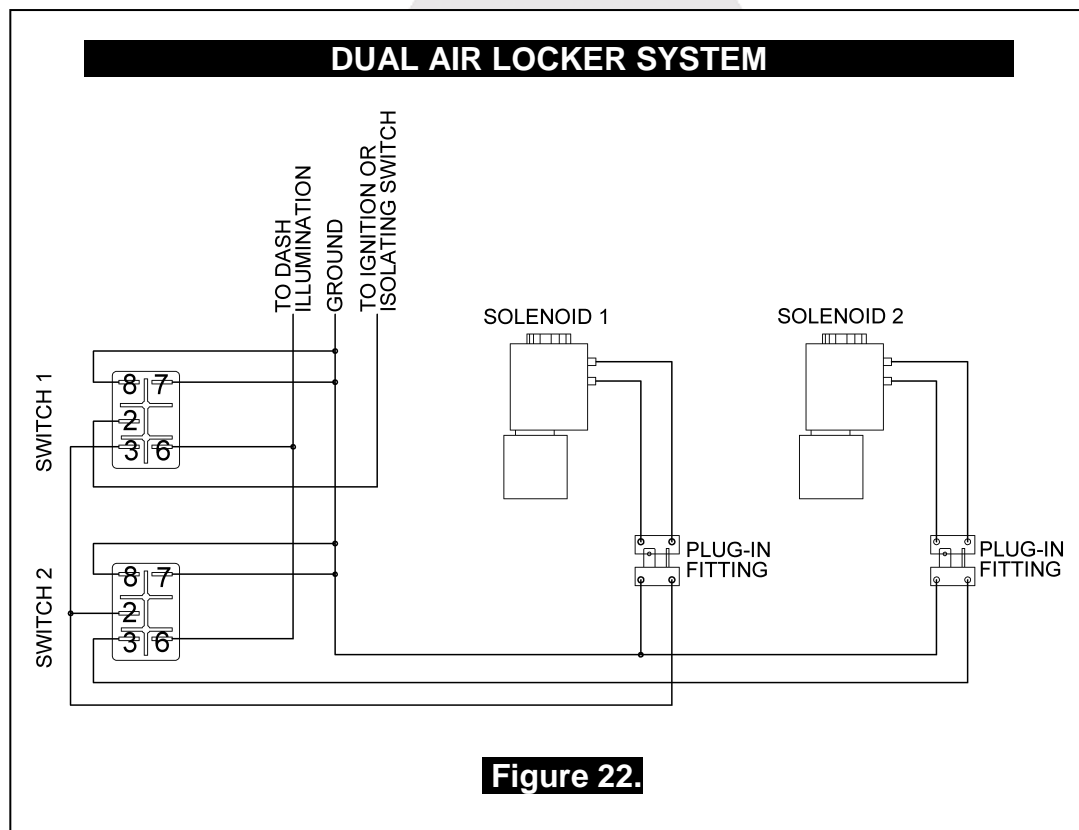 DUAL AIR LOCKER SYSTEM
TO DASH
ILLUMINATION
GROUND
TO IGNITION OR
ISOLATING SWITCH
SOLENOID 1
SOLENOID 2
SWITCH 1
8 7
2
3 6
SWITCH 2
8 7
2
3 6
PLUG-IN
FITTING
PLUG-IN
FITTING
Figure 22.